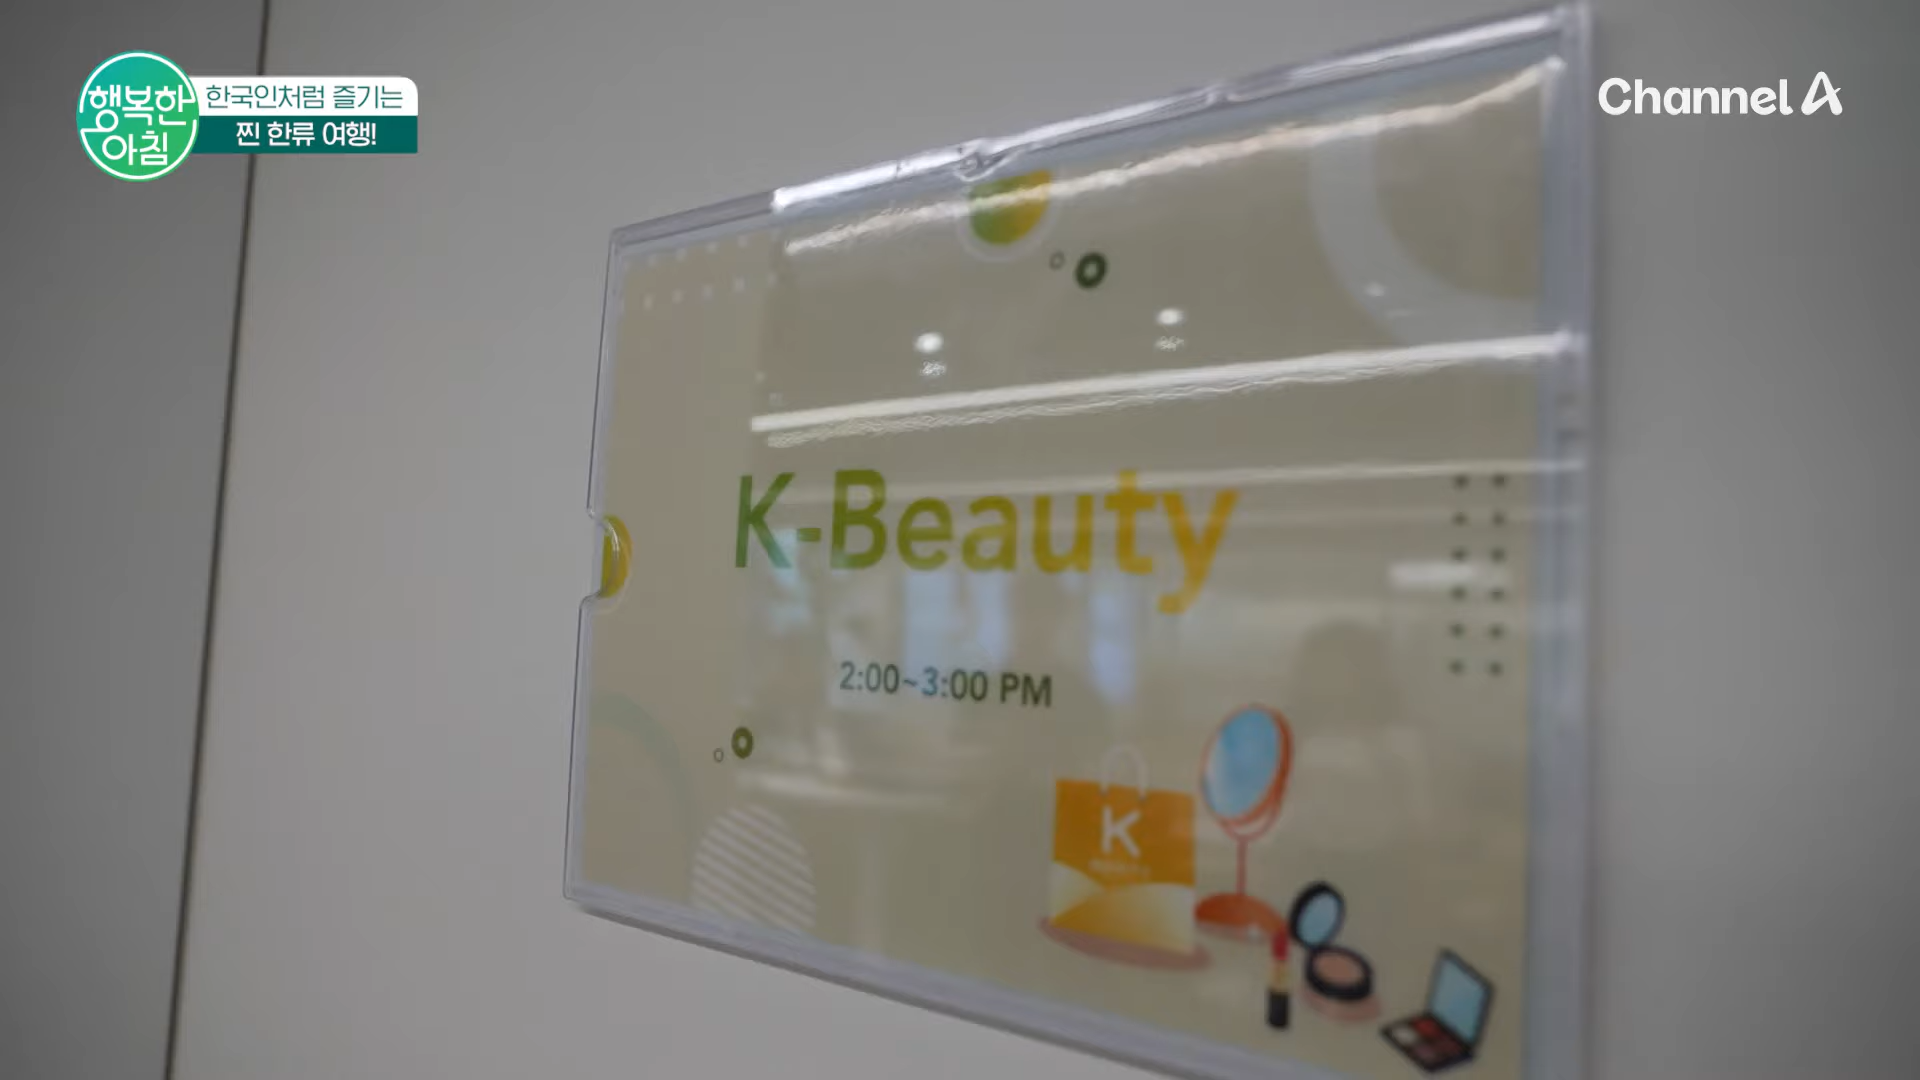 행복한
아침
한국인처럼 즐기는
찐 한류 여행!
Channel A
K-Beauty
2:00~3:00 PM
K